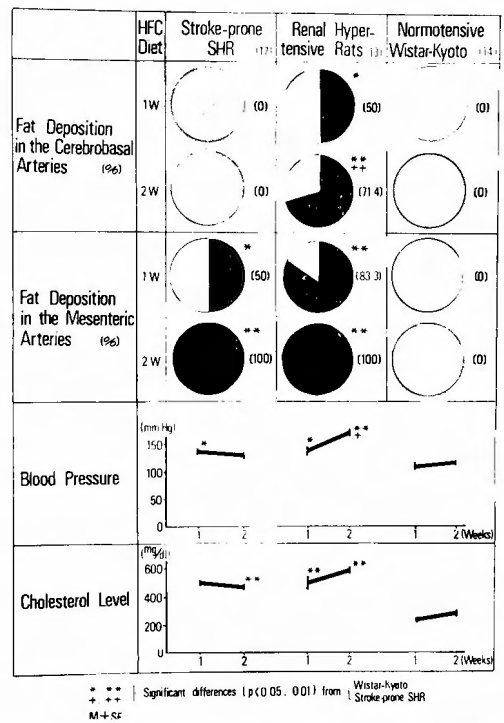 HFC Diet
Stroke-prone SHR (12)
Renal Hyper-tensive Rats (13)
Normotensive Wistar-Kyoto (14)
Fat Deposition in the Cerebrobasal Arteries (%)
1W
(0)
*
(50)
(0)
2W
(0)
**
++
(71.4)
(0)
Fat Deposition in the Mesenteric Arteries (%)
1W
*
(50)
**
(83.3)
(0)
2W
**
(100)
**
(100)
(0)
Blood Pressure
(mm Hg)
150
100
50
0
*
*
**
+
1 2 1 2 1 2 (Weeks)
Cholesterol Level
(mg/dl)
600
400
200
**
**
**
1 2 1 2 1 2 (Weeks)
* **
+ ++
Significant differences (p<0.05, 0.01) from
Wistar-Kyoto
Stroke-prone SHR
M±SE